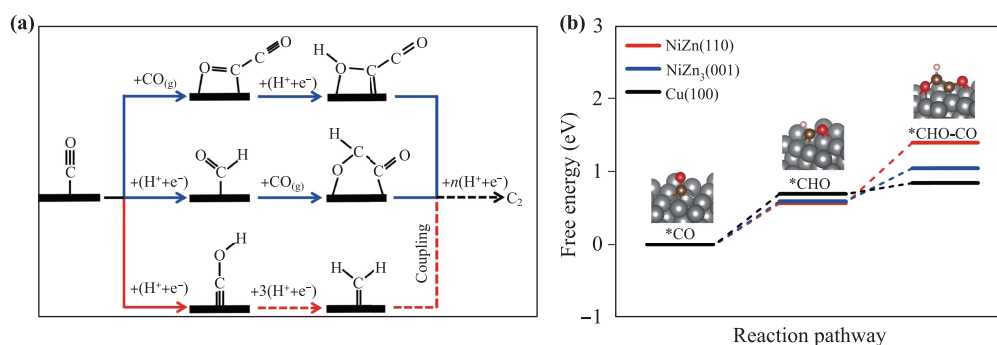 (a)
O
C
C
O
+CO(g)
+(H⁺+e⁻)
H
O
C
C
O
O
C
+(H⁺+e⁻)
O
C
H
+CO(g)
H
C
O
C
O
+n(H⁺+e⁻)
C₂
+(H⁺+e⁻)
H
O
C
+3(H⁺+e⁻)
H
H
C
Coupling
(b)
Free energy (eV)
3
2
1
0
−1
NiZn(110)
NiZn₃(001)
Cu(100)
*CO
*CHO
*CHO-CO
Reaction pathway